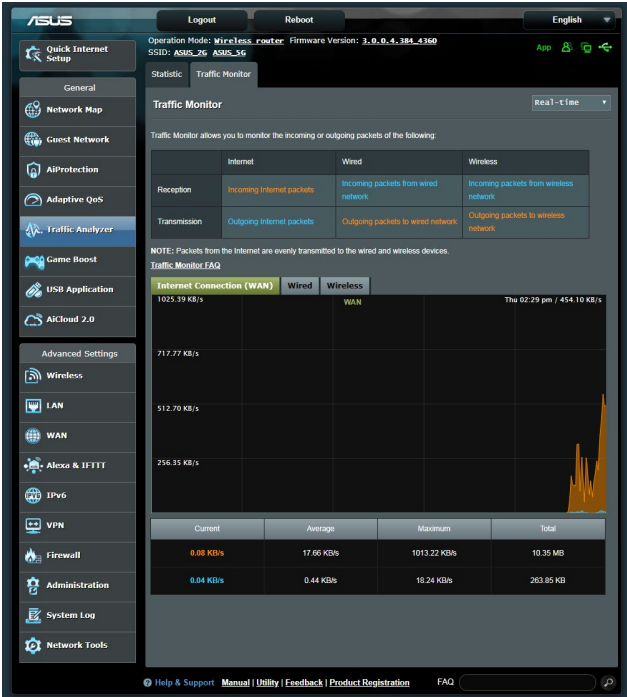 ASUS
Logout
Reboot
English
Operation Mode: Wireless router Firmware Version: 3.0.0.4.384_4360
SSID: ASUS_2G ASUS_5G
App
Quick Internet
Setup
Statistic
Traffic Monitor
General
Network Map
Guest Network
AiProtection
Adaptive QoS
Traffic Analyzer
Game Boost
USB Application
AiCloud 2.0
Advanced Settings
Wireless
LAN
WAN
Alexa & IFTTT
IPv6
VPN
Firewall
Administration
System Log
Network Tools
Traffic Monitor
Real-time
Traffic Monitor allows you to monitor the incoming or outgoing packets of the following:
Internet Wired Wireless
Reception
Incoming Internet packets
Incoming packets from wired
network
Incoming packets from wireless
network
Transmission
Outgoing Internet packets
Outgoing packets to wired network
Outgoing packets to wireless
network
NOTE: Packets from the Internet are evenly transmitted to the wired and wireless devices.
Traffic Monitor FAQ
Internet Connection (WAN) Wired Wireless
1025.39 KB/s
WAN
Thu 02:29 pm / 454.10 KB/s
717.77 KB/s
512.70 KB/s
256.35 KB/s
Current Average Maximum Total
0.08 KB/s 17.66 KB/s 1013.22 KB/s 10.35 MB
0.04 KB/s 0.44 KB/s 18.24 KB/s 263.85 KB
Help & Support Manual | Utility | Feedback | Product Registration FAQ